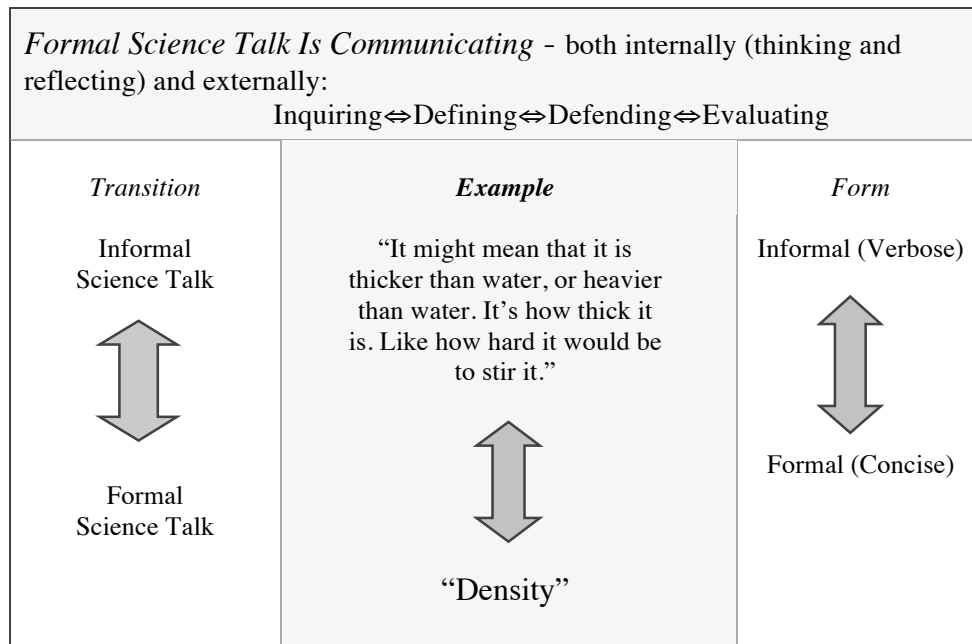 Formal Science Talk Is Communicating - both internally (thinking and
reflecting) and externally:
Inquiring⇔Defining⇔Defending⇔Evaluating
Transition
Informal
Science Talk
Formal
Science Talk
Example
“It might mean that it is
thicker than water, or heavier
than water. It’s how thick it
is. Like how hard it would be
to stir it.”
“Density”
Form
Informal (Verbose)
Formal (Concise)